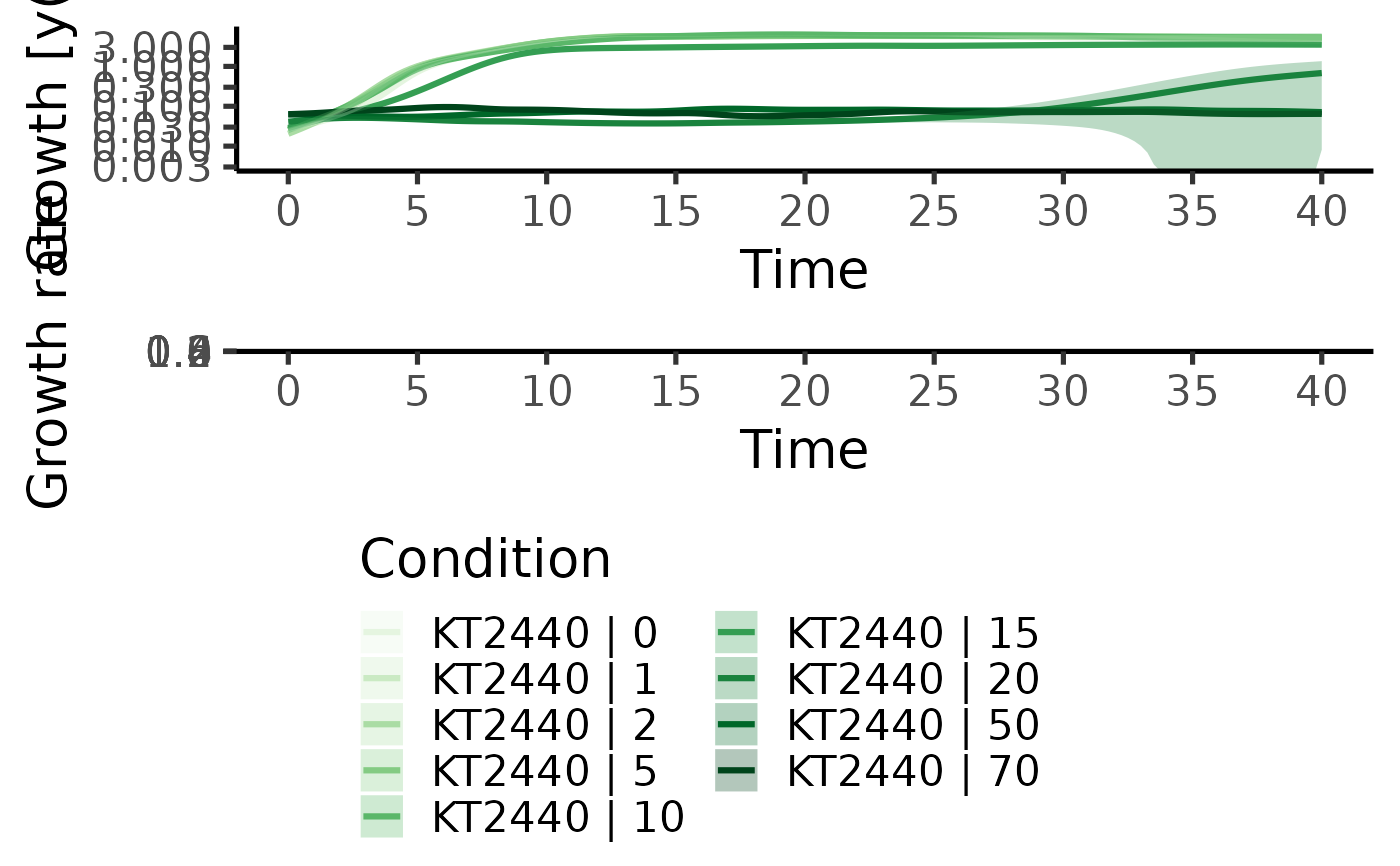 Growth [y(
3.000
1.000
0.300
0.100
0.030
0.010
0.003
0 5 10 15 20 25 30 35 40
Time
Growth rate
0 5 10 15 20 25 30 35 40
Time
Condition
KT2440 | 0
KT2440 | 1
KT2440 | 2
KT2440 | 5
KT2440 | 10
KT2440 | 15
KT2440 | 20
KT2440 | 50
KT2440 | 70